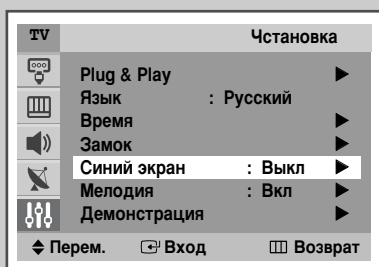 TV Чстановка
Plug & Play
Язык : Русский
Время
Замок
Синий экран : Выкл
Мелодия : Вкл
Демонстрация
Перем. Вход Возврат